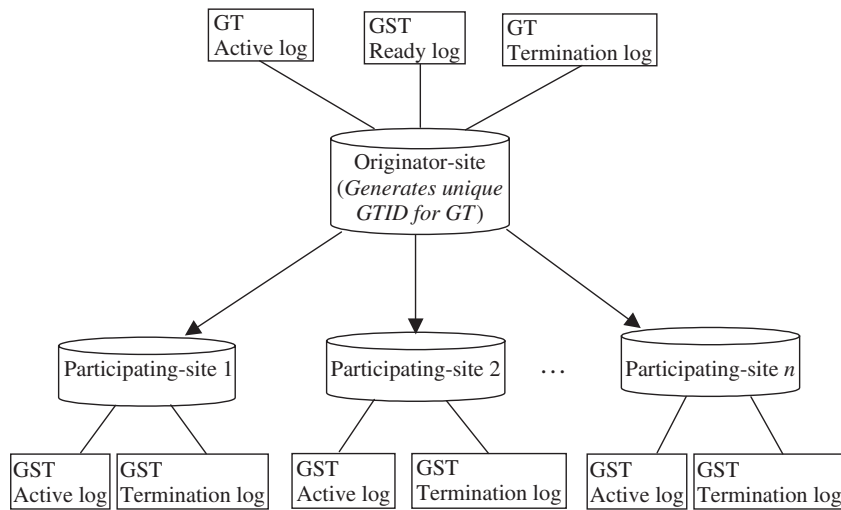 GT
Active log
GST
Ready log
GT
Termination log
Originator-site
(Generates unique
GTID for GT)
Participating-site 1
Participating-site 2
...
Participating-site n
GST
Active log
GST
Termination log
GST
Active log
GST
Termination log
GST
Active log
GST
Termination log